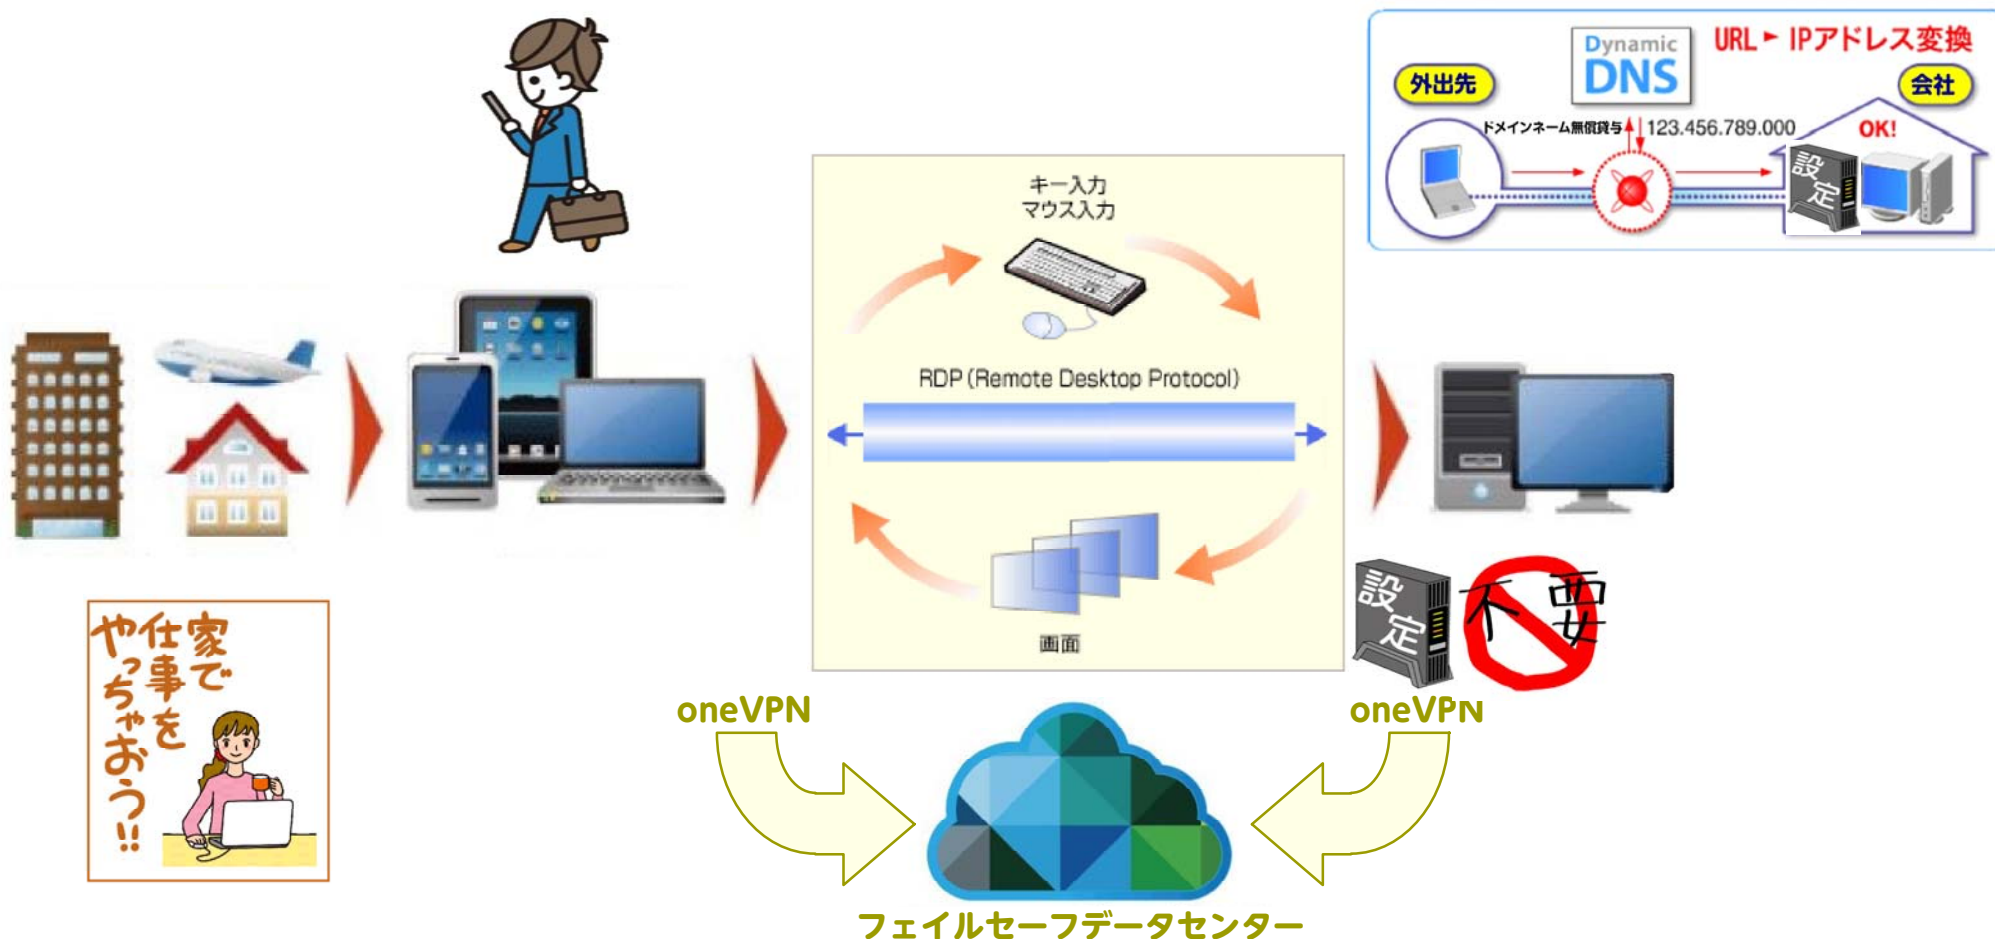 Dynamic
DNS
URL ► IPアドレス変換
外出先
会社
ドメインネーム無償貸与
123.456.789.000
OK!
設定
キー入力
マウス入力
RDP (Remote Desktop Protocol)
画面
設定
不要
家で
仕事を
やっちゃおう!!
oneVPN
oneVPN
フェイルセーフデータセンター